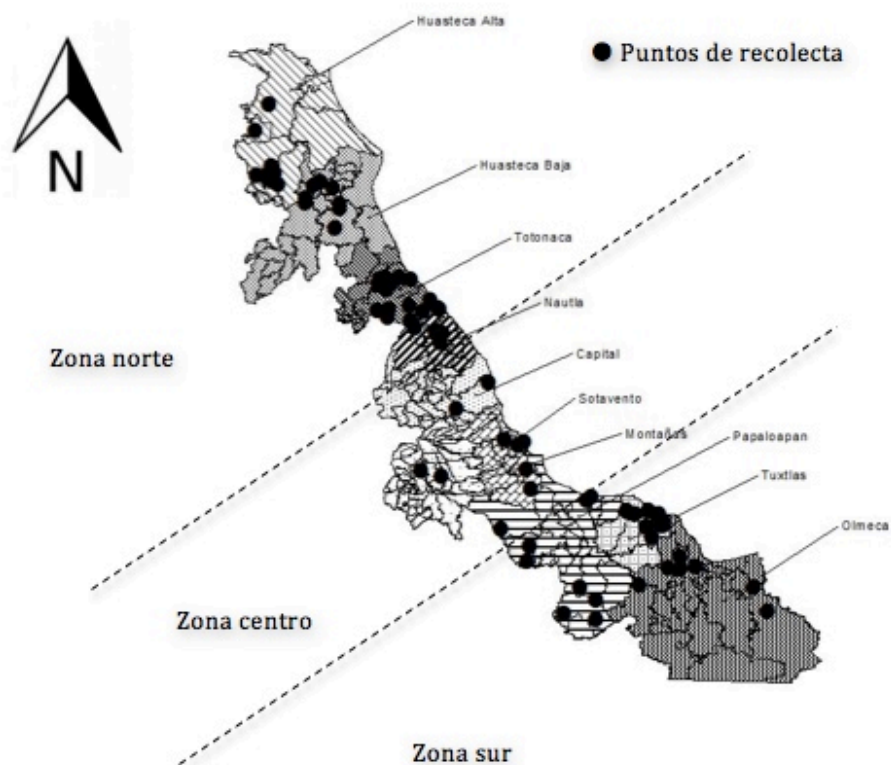 Huasteca Alta
Puntos de recolecta
N
Huasteca Baja
Totonaca
Nautla
Zona norte
Capital
Sotavento
Montañas
Papaloapan
Tuxtlas
Olmeca
Zona centro
Zona sur